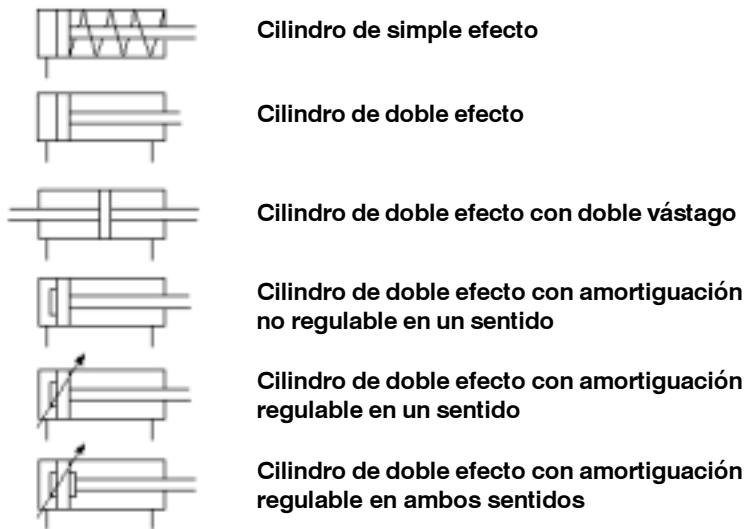 Cilindro de simple efecto
Cilindro de doble efecto
Cilindro de doble efecto con doble vástago
Cilindro de doble efecto con amortiguación
no regulable en un sentido
Cilindro de doble efecto con amortiguación
regulable en un sentido
Cilindro de doble efecto con amortiguación
regulable en ambos sentidos